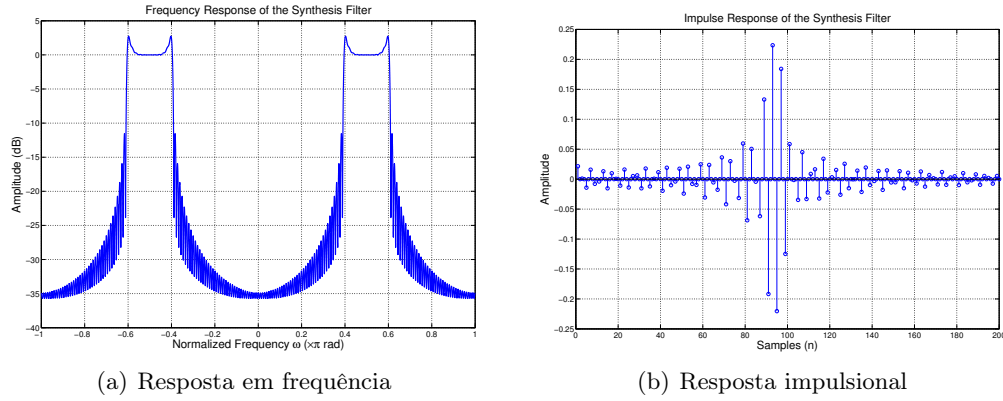 Frequency Response of the Synthesis Filter
Amplitude (dB)
5
0
−5
−10
−15
−20
−25
−30
−35
−40
−1 −0.8 −0.6 −0.4 −0.2 0 0.2 0.4 0.6 0.8 1
Normalized Frequency ω (×π rad)
(a) Resposta em frequência
Impulse Response of the Synthesis Filter
Amplitude
0.25
0.2
0.15
0.1
0.05
0
−0.05
−0.1
−0.15
−0.2
−0.25
0 20 40 60 80 100 120 140 160 180 200
Samples (n)
(b) Resposta impulsional